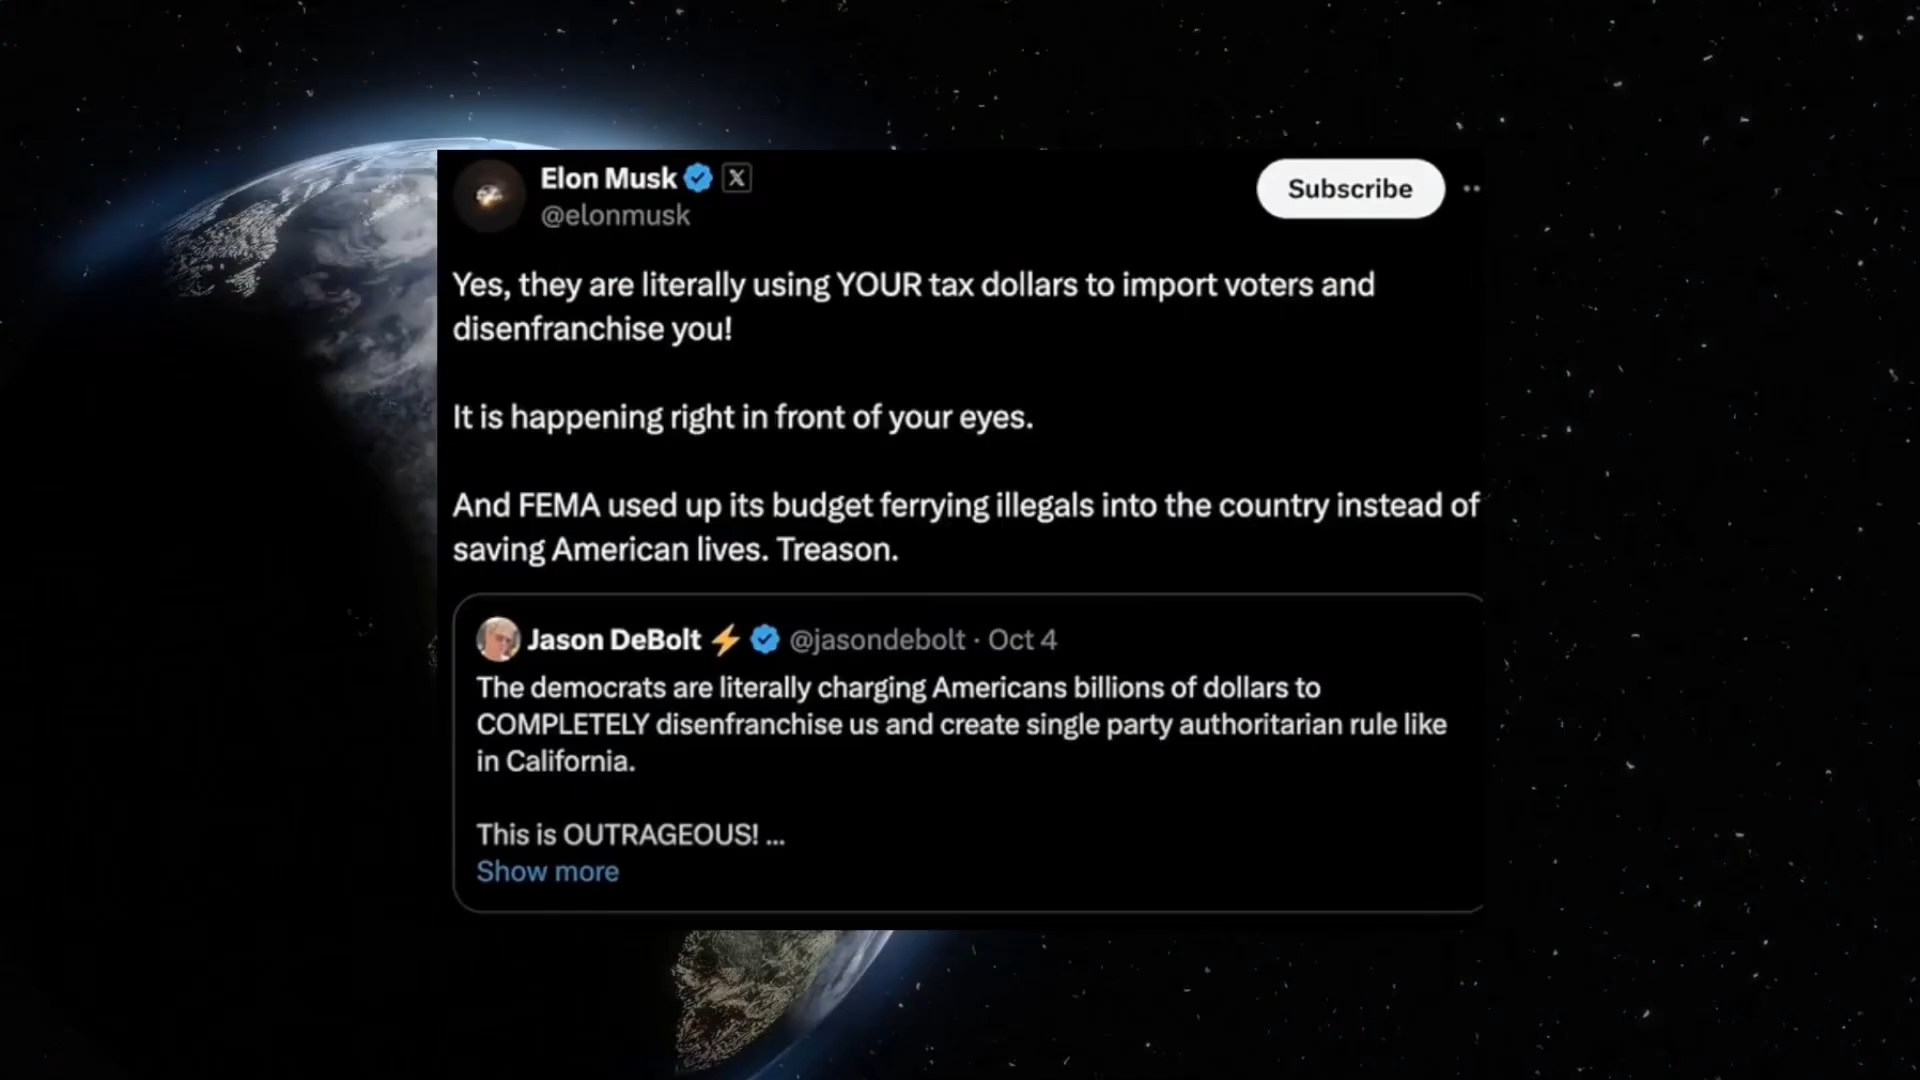 Elon Musk
@elonmusk
Subscribe
Yes, they are literally using YOUR tax dollars to import voters and
disenfranchise you!
It is happening right in front of your eyes.
And FEMA used up its budget ferrying illegals into the country instead of
saving American lives. Treason.
Jason DeBolt ⚡ @jasondebolt · Oct 4
The democrats are literally charging Americans billions of dollars to
COMPLETELY disenfranchise us and create single party authoritarian rule like
in California.
This is OUTRAGEOUS! ...
Show more